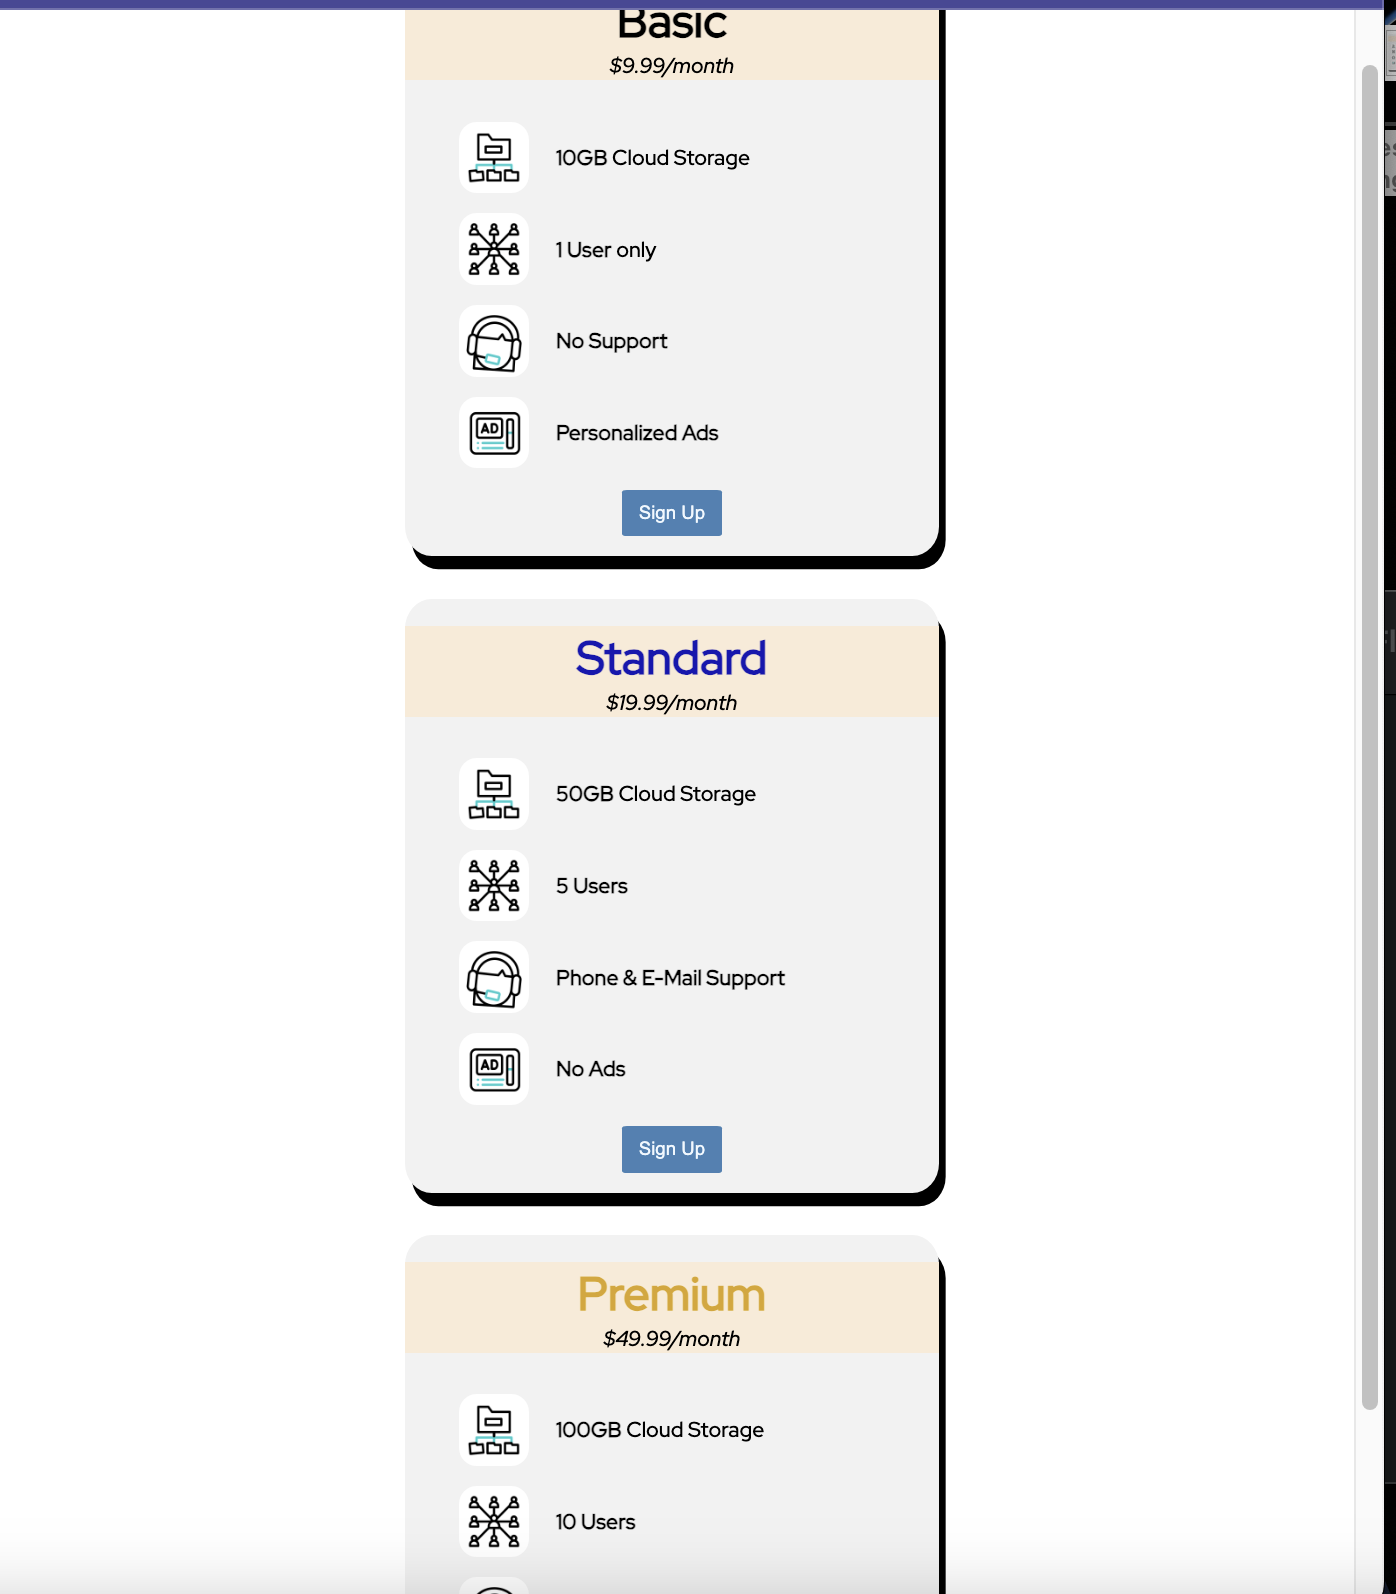 Basic
$9.99/month
10GB Cloud Storage
1 User only
No Support
AD
Personalized Ads
Sign Up
Standard
$19.99/month
50GB Cloud Storage
5 Users
Phone & E-Mail Support
AD
No Ads
Sign Up
Premium
$49.99/month
100GB Cloud Storage
10 Users